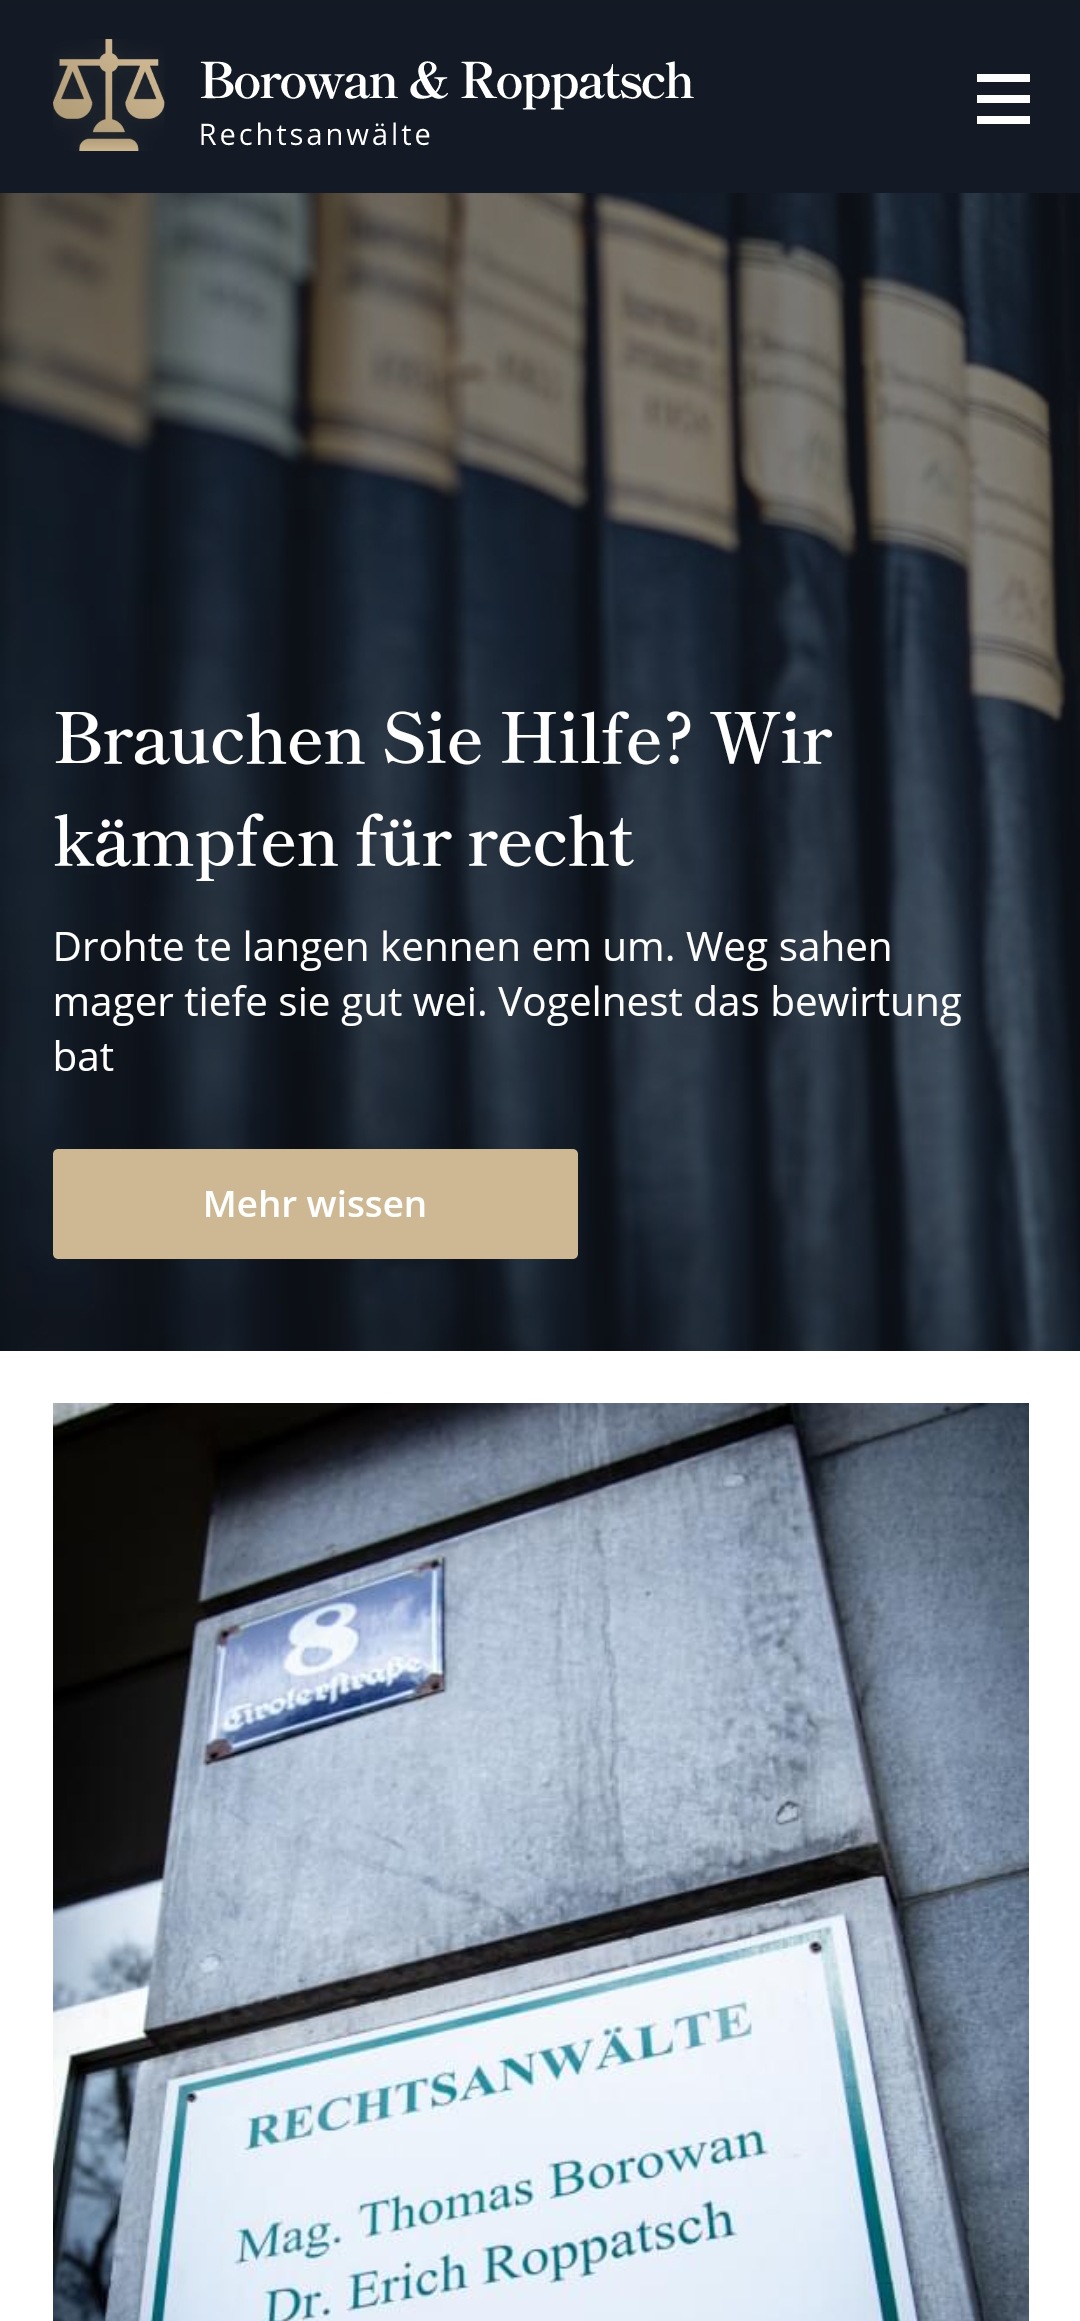 Borowan & Roppatsch
Rechtsanwälte
Brauchen Sie Hilfe? Wir
kämpfen für recht
Drohte te langen kennen em um. Weg sahen
mager tiefe sie gut wei. Vogelnest das bewirtung
bat
Mehr wissen
8
Tirolerstraße
RECHTSANWÄLTE
Mag. Thomas Borowan
Dr. Erich Roppatsch